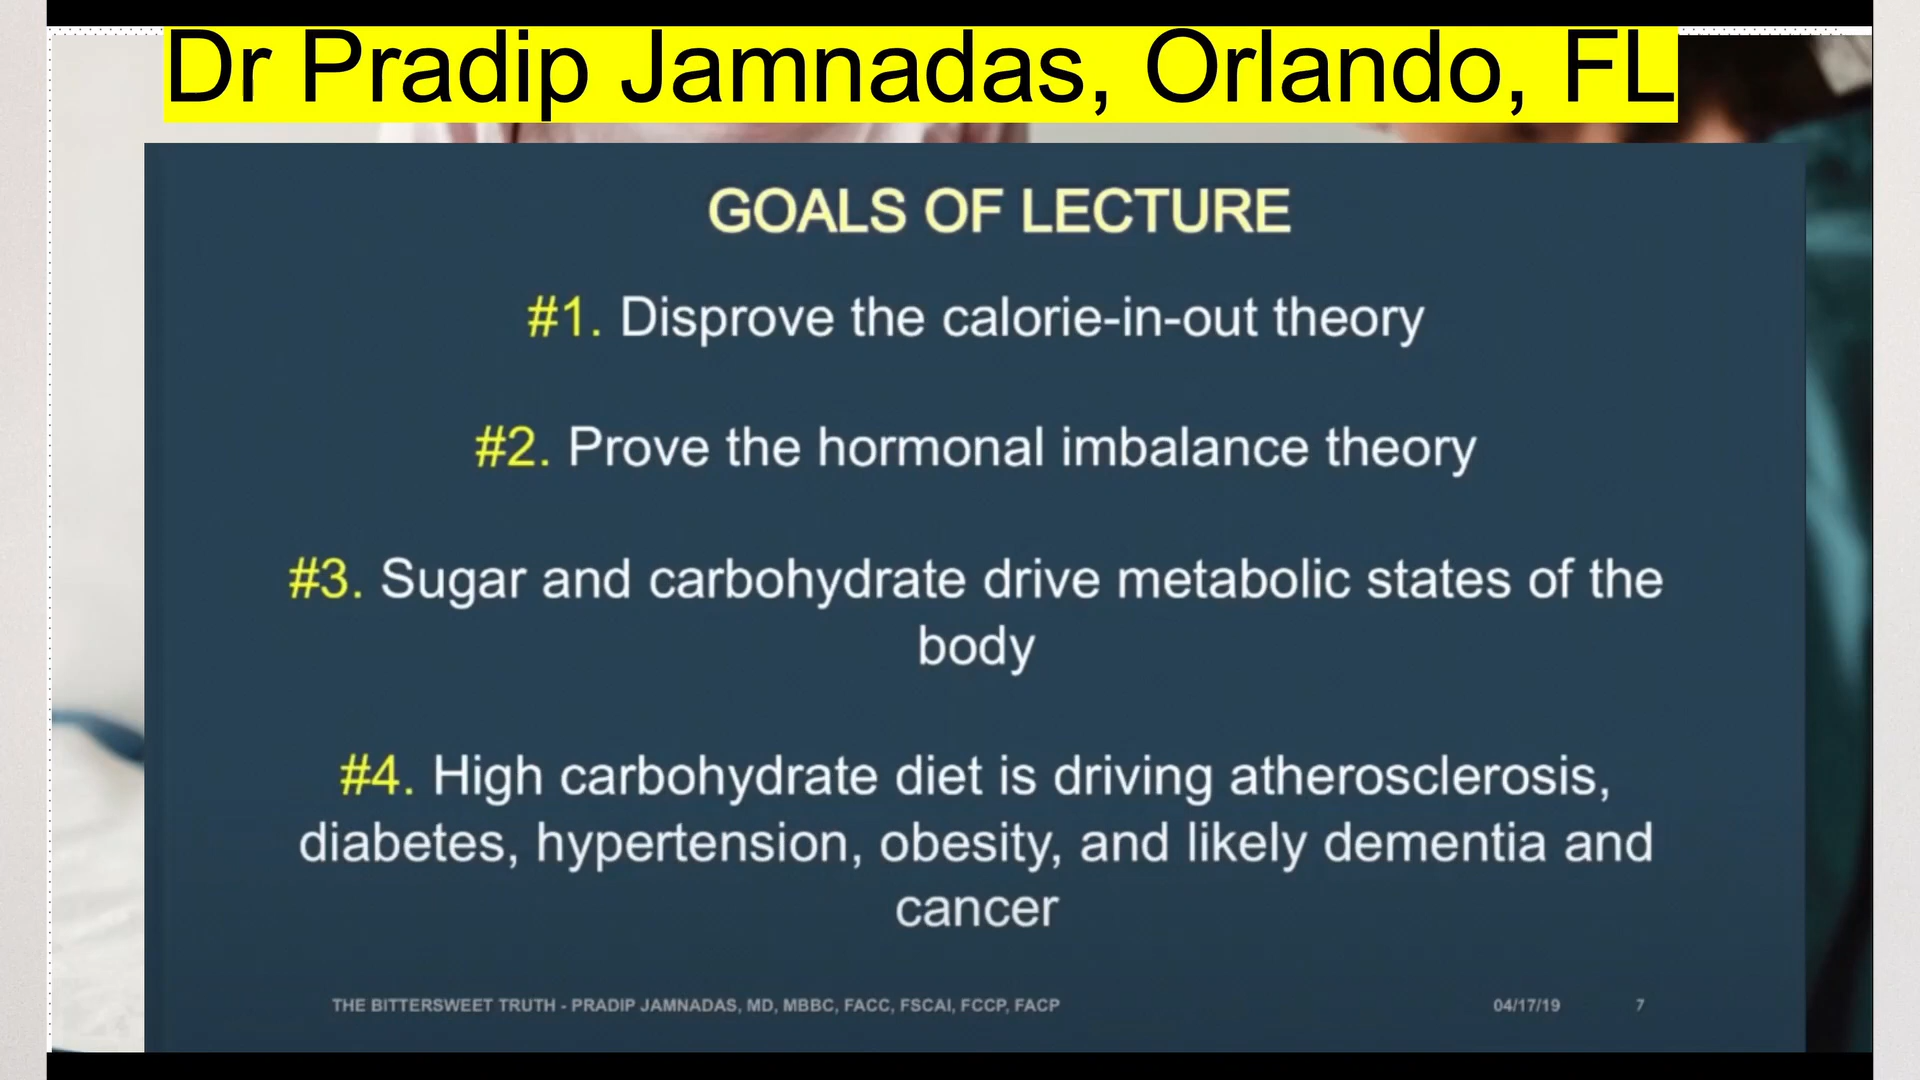 Dr Pradip Jamnadas, Orlando, FL
GOALS OF LECTURE
#1. Disprove the calorie-in-out theory
#2. Prove the hormonal imbalance theory
#3. Sugar and carbohydrate drive metabolic states of the
body
#4. High carbohydrate diet is driving atherosclerosis,
diabetes, hypertension, obesity, and likely dementia and
cancer
THE BITTERSWEET TRUTH - PRADIP JAMNADAS, MD, MBBC, FACC, FSCAI, FCCP, FACP
04/17/19
7